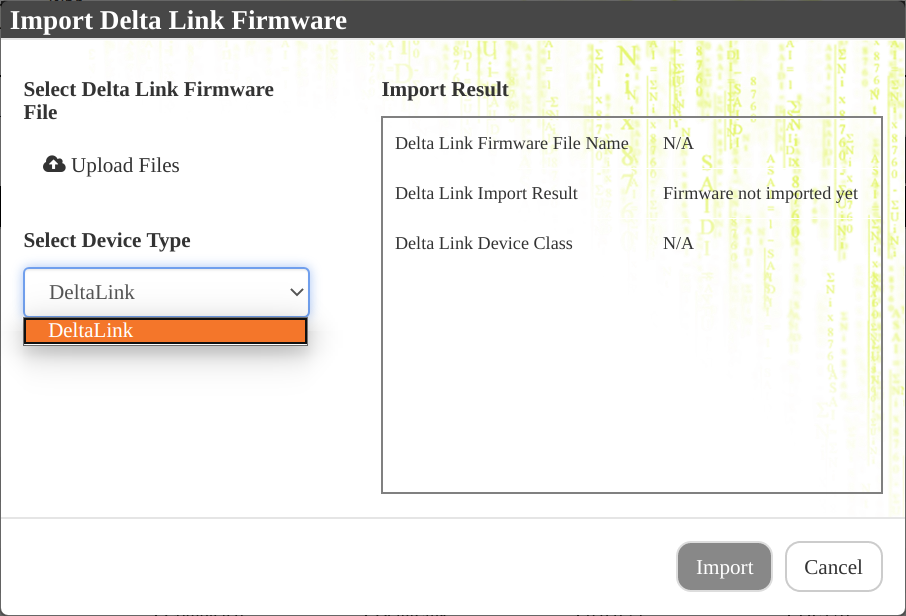 Import Delta Link Firmware
Select Delta Link Firmware
File
Upload Files
Select Device Type
DeltaLink
DeltaLink
Import Result
Delta Link Firmware File Name N/A
Delta Link Import Result Firmware not imported yet
Delta Link Device Class N/A
Import Cancel